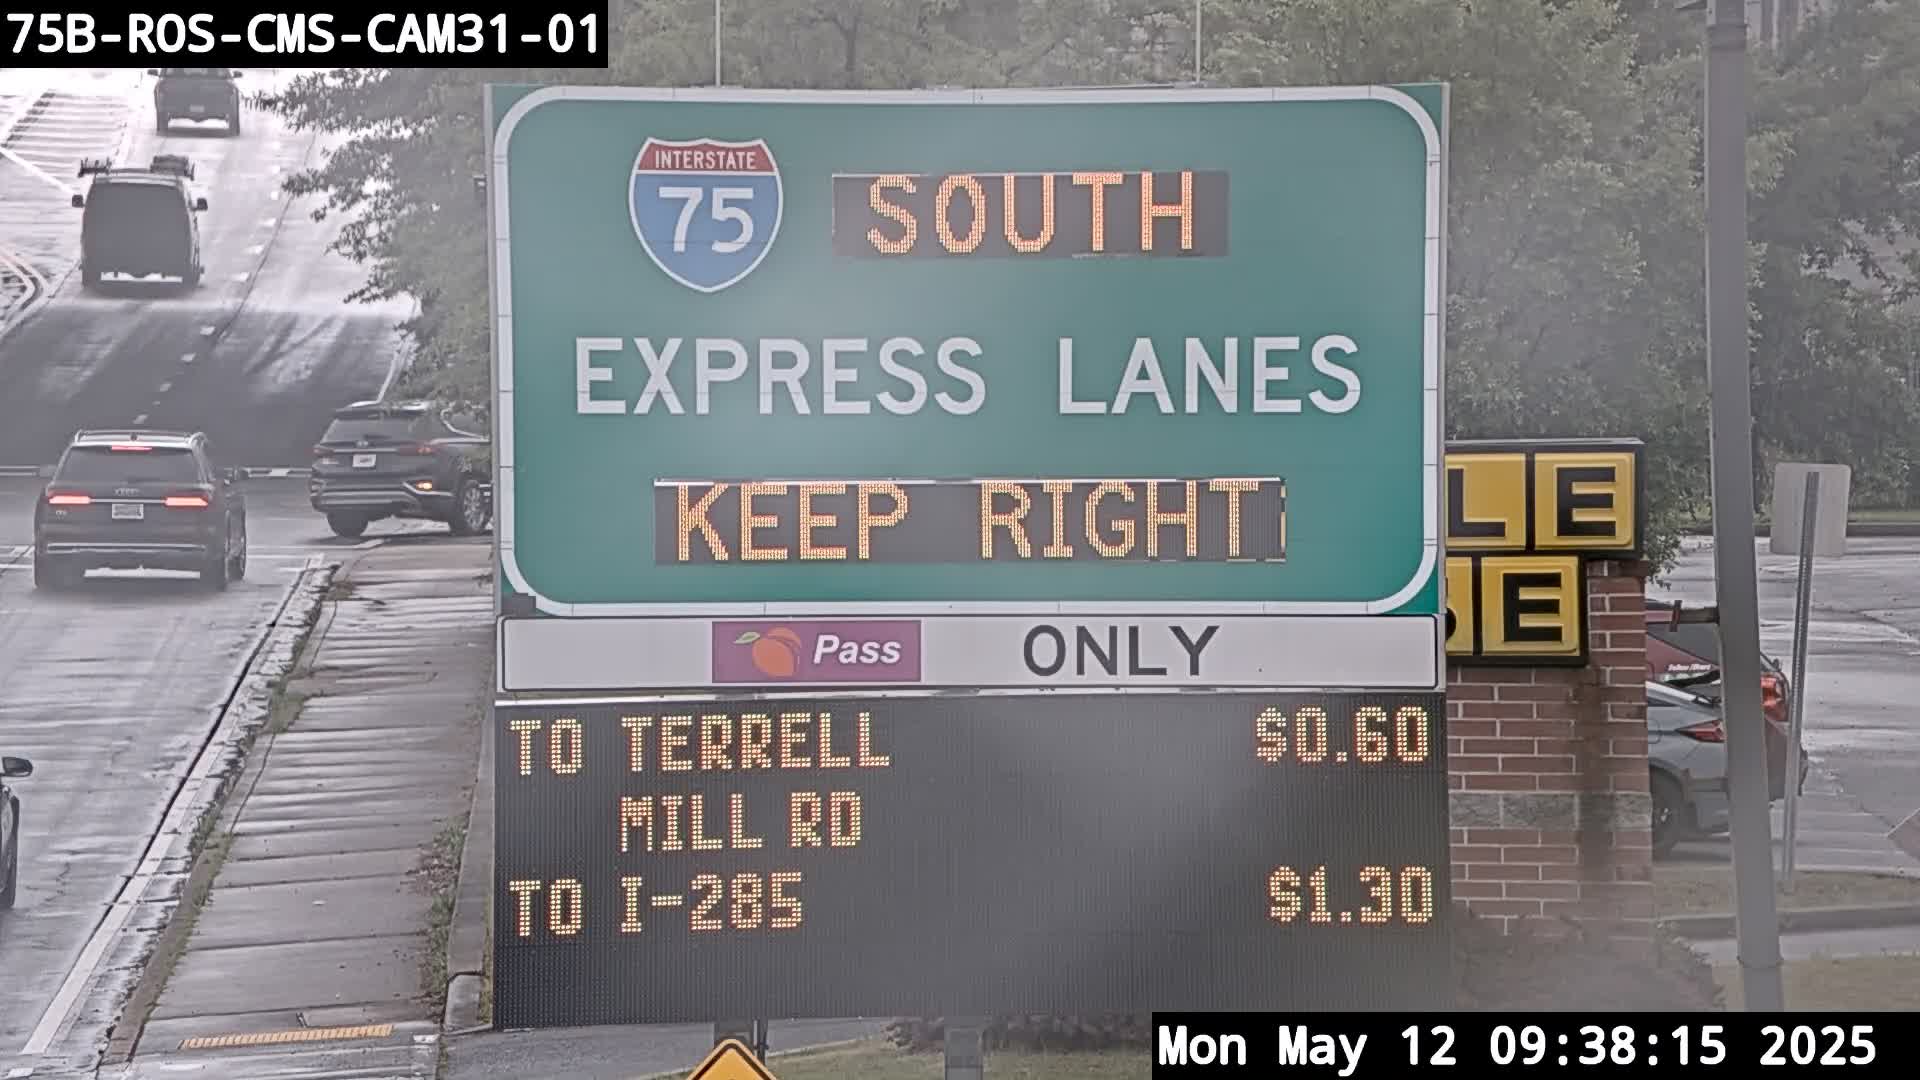 75B-ROS-CMS-CAM31-01
INTERSTATE
75
SOUTH
EXPRESS LANES
KEEP RIGHT
Pass ONLY
LE
E
TO TERRELL $0.60
MILL RD
TO I-285 $1.30
Mon May 12 09:38:15 2025